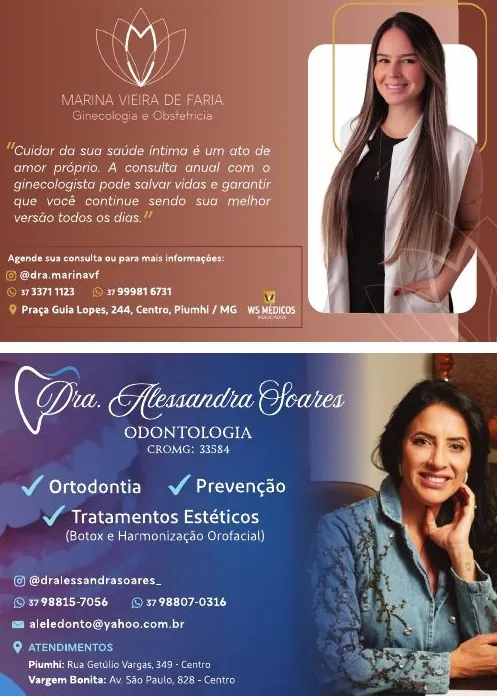 MARINA VIEIRA DE FARIA
Ginecologia e Obstetrícia
"Cuidar da sua saúde íntima é um ato de
amor próprio. A consulta anual com o
ginecologista pode salvar vidas e garantir
que você continue sendo sua melhor
versão todos os dias."
Agende sua consulta ou para mais informações:
@dra.marinavf
37 3371 1123 37 99981 6731
Praça Guia Lopes, 244, Centro, Piumhi / MG
WS MÉDICOS
ASSOCIADOS
Dra. Alessandra Soares
ODONTOLOGIA
CROMG: 33584
Ortodontia Prevenção
Tratamentos Estéticos
(Botox e Harmonização Orofacial)
@dralessandrasoares_
37 98815-7056 37 98807-0316
aleledonto@yahoo.com.br
ATENDIMENTOS
Piumhi: Rua Getúlio Vargas, 349 - Centro
Vargem Bonita: Av. São Paulo, 828 - Centro